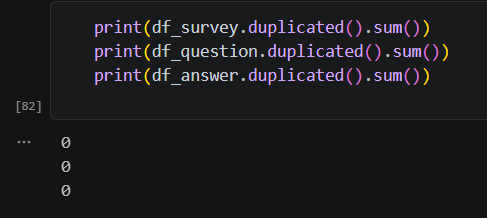 print(df_survey.duplicated().sum())
print(df_question.duplicated().sum())
print(df_answer.duplicated().sum())
[82]
... 0
0
0